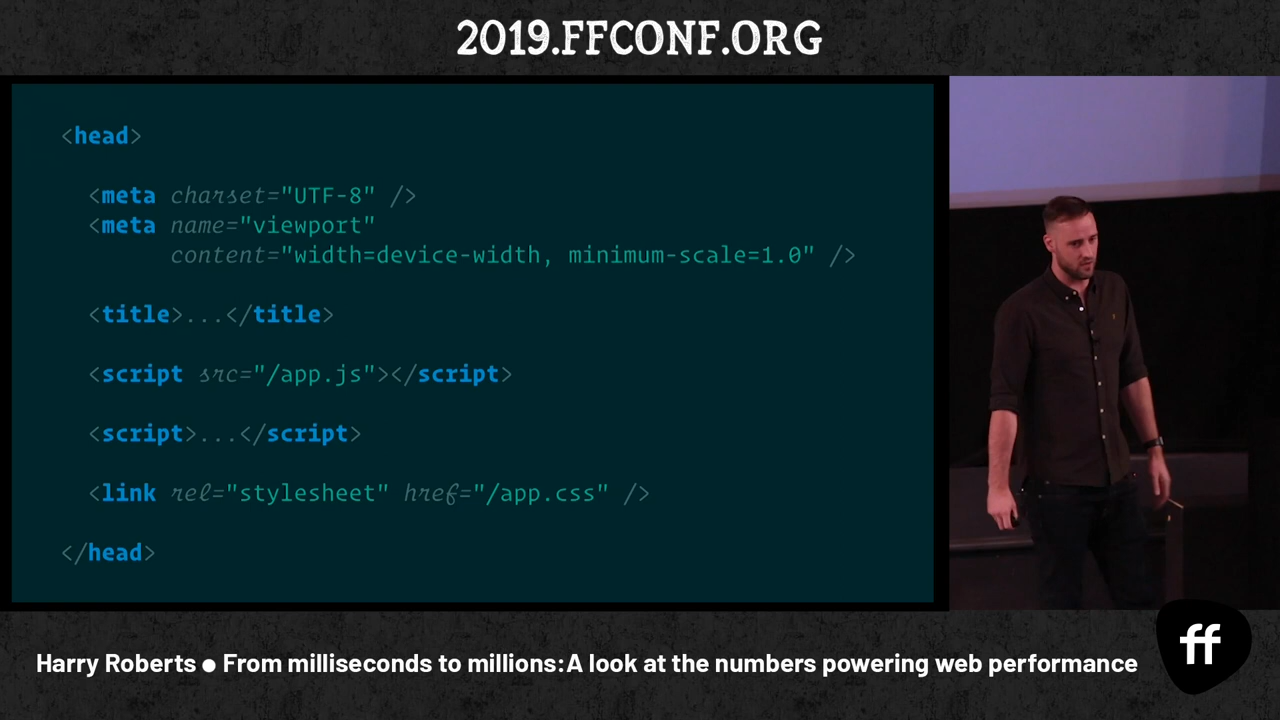 2019.FFCONF.ORG
<head>
<meta charset="UTF-8" />
<meta name="viewport"
content="width=device-width, minimum-scale=1.0" />
<title>...</title>
<script src="/app.js"></script>
<script>...</script>
<link rel="stylesheet" href="/app.css" />
</head>
Harry Roberts ● From milliseconds to millions:A look at the numbers powering web performance
ff